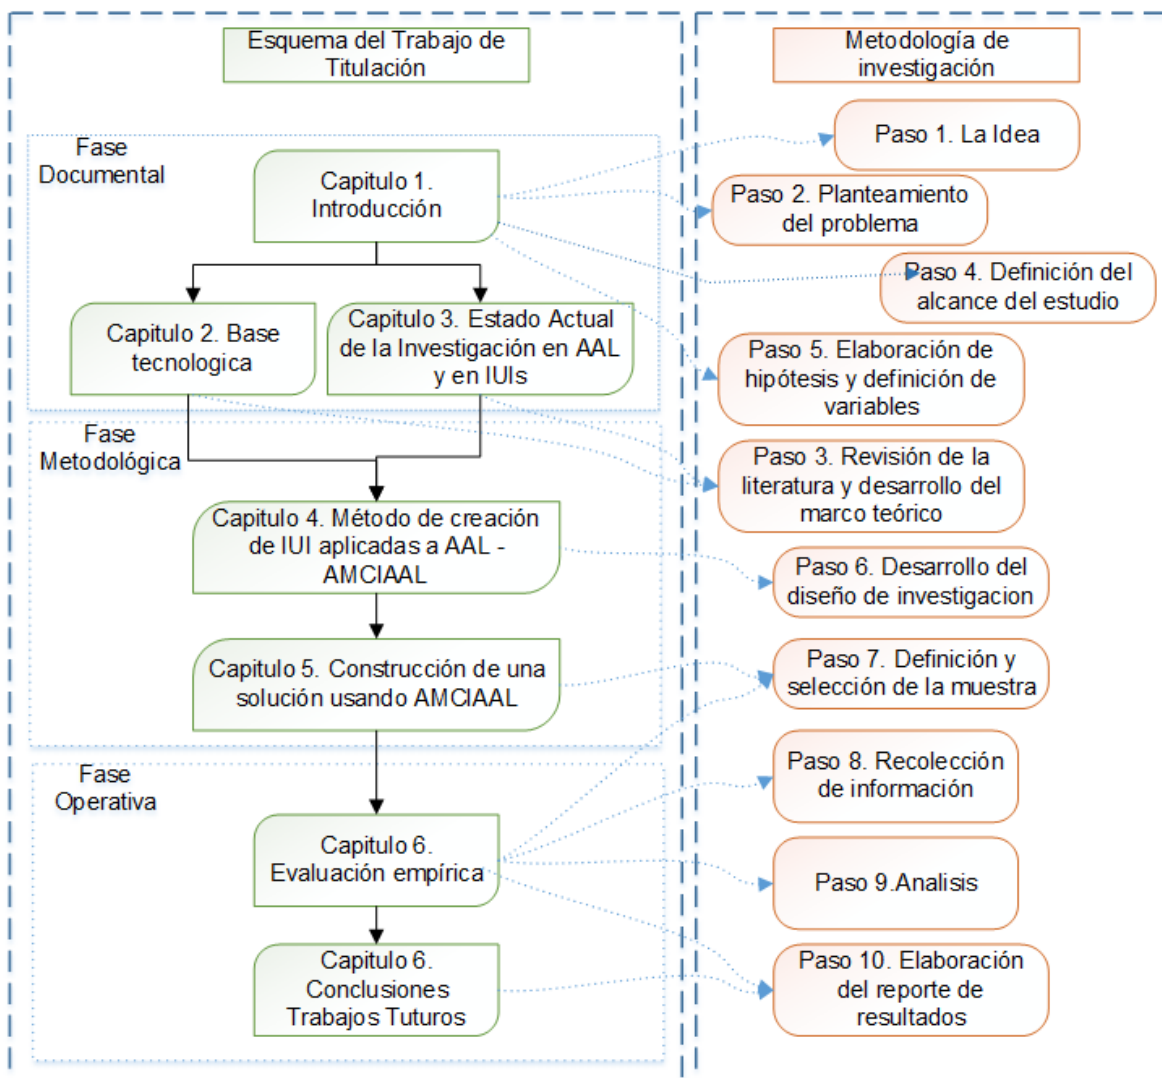 Esquema del Trabajo de
Titulación
Fase
Documental
Capitulo 1.
Introducción
Capitulo 2. Base
tecnologica
Capitulo 3. Estado Actual
de la Investigación en AAL
y en IUIs
Fase
Metodológica
Capitulo 4. Método de creación
de IUI aplicadas a AAL -
AMCIAAL
Capitulo 5. Construcción de una
solución usando AMCIAAL
Fase
Operativa
Capitulo 6.
Evaluación empírica
Capitulo 6.
Conclusiones
Trabajos Tuturos
Metodología de
investigación
Paso 1. La Idea
Paso 2. Planteamiento
del problema
Paso 4. Definición del
alcance del estudio
Paso 5. Elaboración de
hipótesis y definición de
variables
Paso 3. Revisión de la
literatura y desarrollo del
marco teórico
Paso 6. Desarrollo del
diseño de investigacion
Paso 7. Definición y
selección de la muestra
Paso 8. Recolección
de información
Paso 9.Analisis
Paso 10. Elaboración
del reporte de
resultados